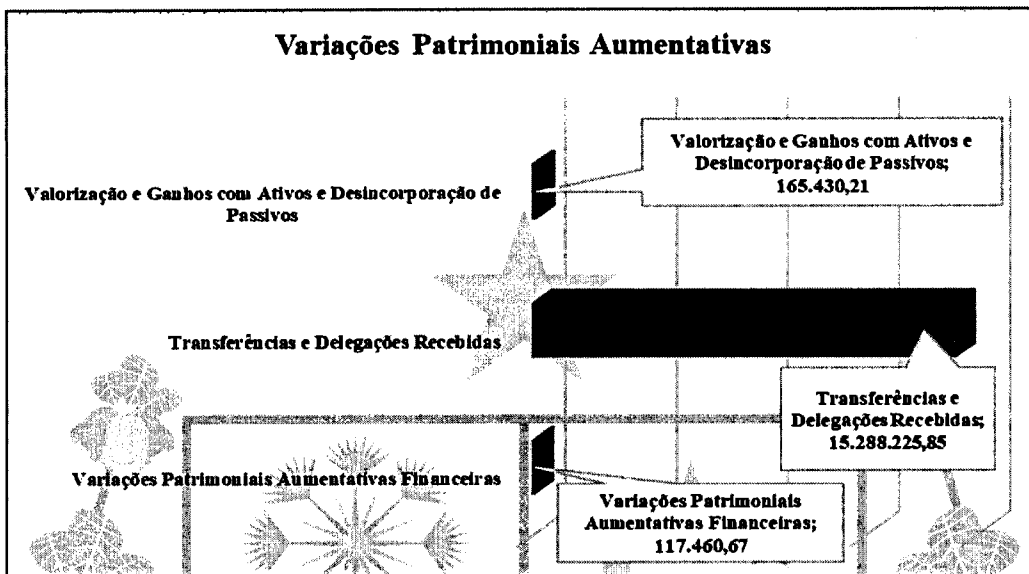 Variações Patrimoniais Aumentativas
Valorização e Ganhos com Ativos e
Desincorporação de Passivos;
165.430,21
Valorização e Ganhos com Ativos e Desincorporação de
Passivos
Transferências e Delegações Recebidas
Transferências e
Delegações Recebidas;
15.288.225,85
Variações Patrimoniais Aumentativas Financeiras
Variações Patrimoniais
Aumentativas Financeiras;
117.460,67